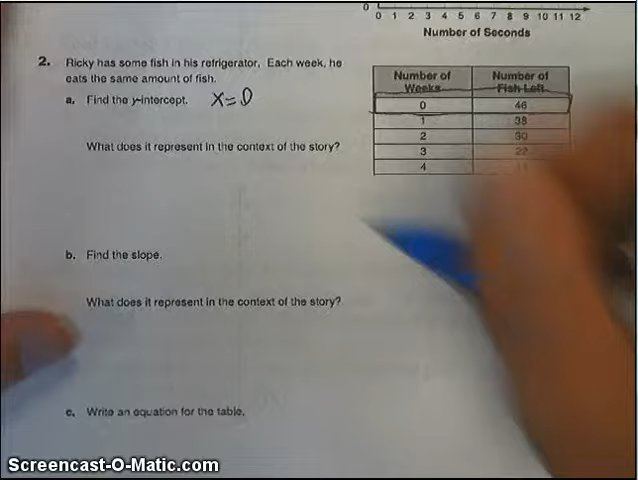 0
0 1 2 3 4 5 6 7 8 9 10 11 12
Number of Seconds
2. Ricky has some fish in his refrigerator. Each week, he
eats the same amount of fish.
a. Find the y-intercept. x=0
What does it represent in the context of the story?
Number of Weeks Number of Fish Left
0 46
1 38
2 30
3 22
4
b. Find the slope.
What does it represent in the context of the story?
c. Write an equation for the table.
Screencast-O-Matic.com